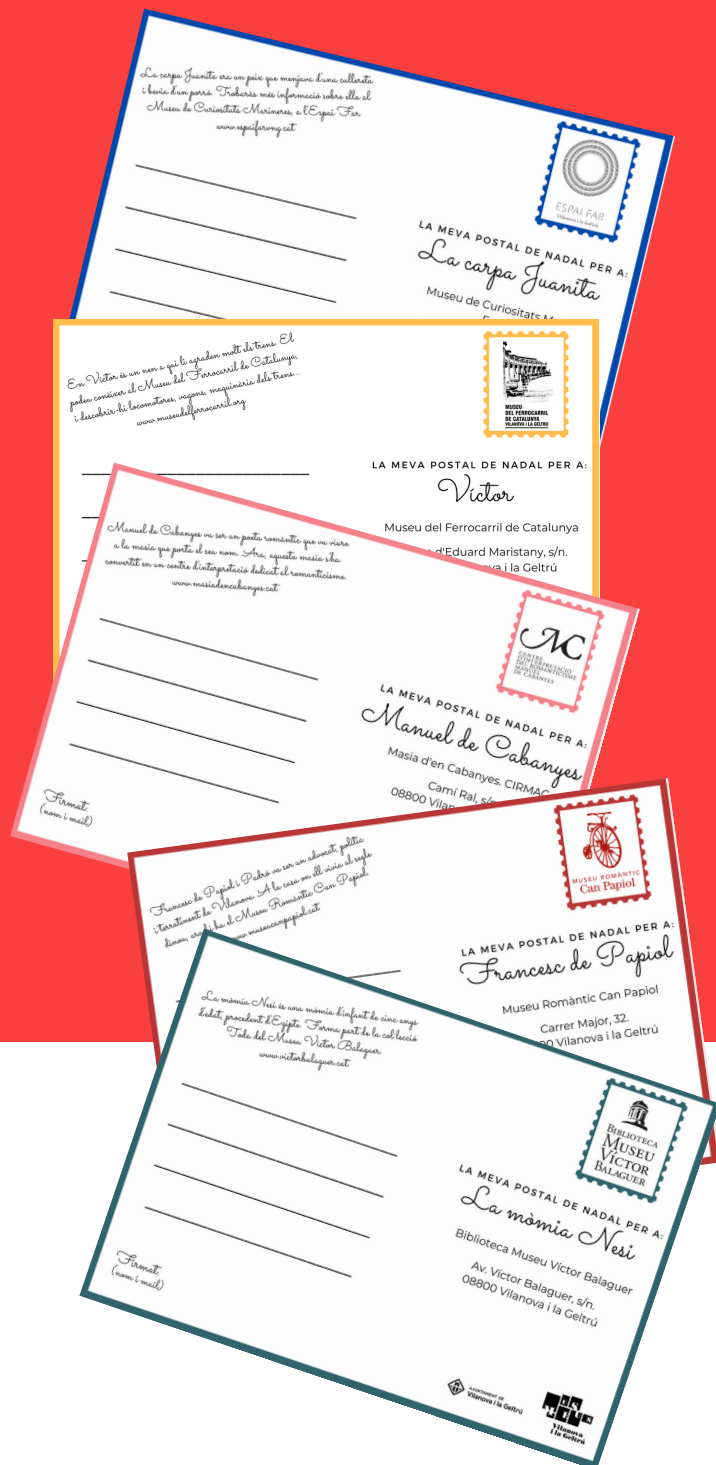 La carpa Juanita era un peix que menjava d'una cullereta
i bevia d'un porró. Trobaràs més informació sobre ella al
Museu de Curiositats Marineres, a l'Espai Far.
www.espaifarvng.cat
ESPAI FAR
Vilanova i la Geltrú
LA MEVA POSTAL DE NADAL PER A:
La carpa Juanita
Museu de Curiositats
En Víctor és un nen a qui li agraden molt els trens. El
podeu conèixer al Museu del Ferrocarril de Catalunya,
i descobrir-hi locomotores, vagons, maquinària dels trens...
www.museudelferrocarril.org
MUSEU
DEL FERROCARRIL
DE CATALUNYA
VILANOVA I LA GELTRÚ
LA MEVA POSTAL DE NADAL PER A:
Víctor
Museu del Ferrocarril de Catalunya
d'Eduard Maristany, s/n.
i la Geltrú
Manuel de Cabanyes va ser un poeta romàntic que va viure
a la masia que porta el seu nom. Ara, aquesta masia s'ha
convertit en un centre d'interpretació dedicat al romanticisme.
www.masiadencabanyes.cat
MC
CENTRE
D'INTERPRETACIÓ
DEL ROMANTICISME
MANUEL
DE CABANYES
LA MEVA POSTAL DE NADAL PER A:
Manuel de Cabanyes
Masia d'en Cabanyes. CIRMAC
Camí Ral, s/n
08800
Firmat:
(nom i mail)
Francesc de Papiol i Padró va ser un advocat, polític
i terratinent de Vilanova. A la casa on ell vivia al segle
dinou, ara hi ha el Museu Romàntic Can Papiol
www.museucanpapiol.cat
MUSEU ROMÀNTIC
Can Papiol
LA MEVA POSTAL DE NADAL PER A:
Francesc de Papiol
Museu Romàntic Can Papiol
Carrer Major, 32.
Vilanova i la Geltrú
La mòmia Nesi és una mòmia d'infant de cinc anys
d'edat, procedent d'Egipte. Forma part de la col·lecció
Toda del Museu Víctor Balaguer.
www.victorbalaguer.cat
BIBLIOTECA
MUSEU
VÍCTOR
BALAGUER
LA MEVA POSTAL DE NADAL PER A:
La mòmia Nesi
Biblioteca Museu Víctor Balaguer
Av. Víctor Balaguer, s/n.
08800 Vilanova i la Geltrú
Firmat:
(nom i mail)
AJUNTAMENT DE
Vilanova i la Geltrú
MUSEUS
Vilanova
i la Geltrú